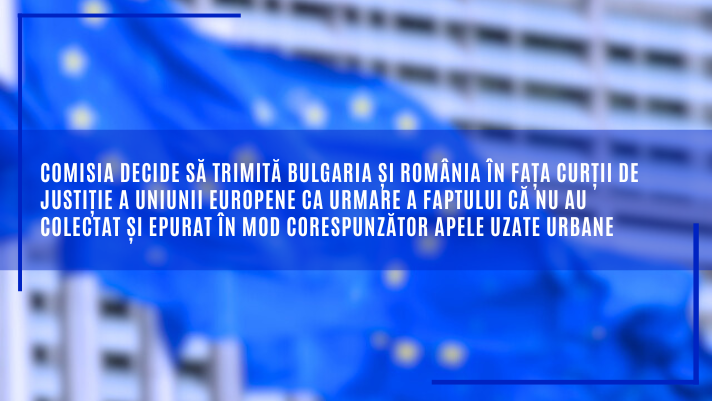 COMISIA DECIDE SĂ TRIMITĂ BULGARIA ȘI ROMÂNIA ÎN FAȚA CURȚII DE
JUSTIȚIE A UNIUNII EUROPENE CA URMARE A FAPTULUI CĂ NU AU
COLECTAT ȘI EPURAT ÎN MOD CORESPUNZĂTOR APELE UZATE URBANE